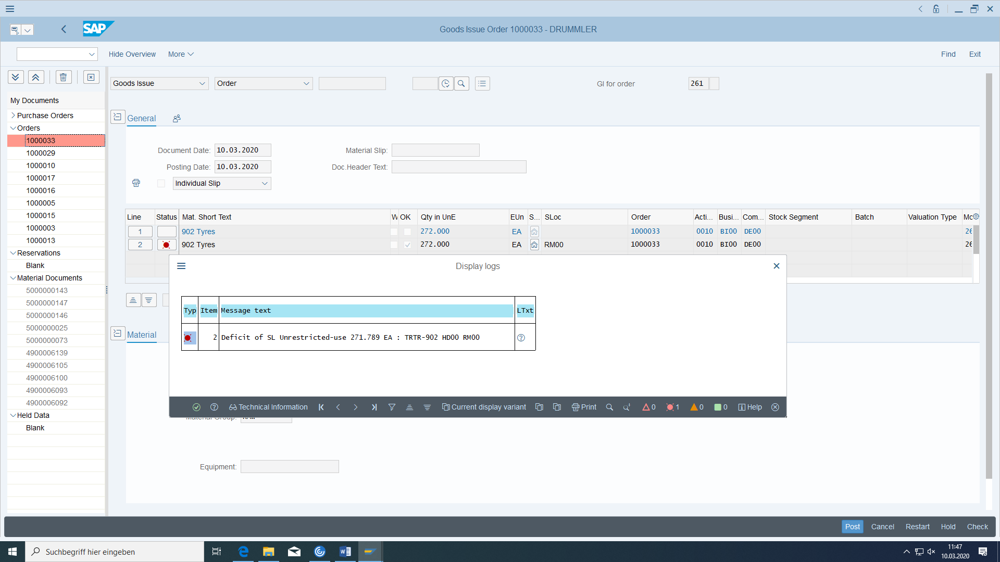 SAP
Goods Issue Order 1000033 - DRUMMLER
Hide Overview
More
Find
Exit
Goods Issue
Order
GI for order
261
My Documents
Purchase Orders
Orders
1000033
1000029
1000010
1000017
1000016
1000005
1000015
1000003
1000013
Reservations
Blank
Material Documents
5000000143
5000000147
5000000146
5000000025
5000000073
4900006139
4900006105
4900006100
4900006093
4900006092
Held Data
Blank
General
Document Date: 10.03.2020
Material Slip:
Posting Date: 10.03.2020
Doc.Header Text:
Individual Slip
Line Status Mat. Short Text W OK Qty in UnE EUn S... SLoc Order Acti... Busi... Com... Stock Segment Batch Valuation Type Mo
1 902 Tyres 272.000 EA 1000033 0010 BI00 DE00 26
2 902 Tyres 272.000 EA RM00 1000033 0010 BI00 DE00 26
Display logs
Typ Item Message text LTxt
2 Deficit of SL Unrestricted-use 271.789 EA : TRTR-902 HD00 RM00
Technical Information
Current display variant
Print
0
1
0
0
Help
Material
Material Group:
Equipment:
Post
Cancel
Restart
Hold
Check
Suchbegriff hier eingeben
11:47
10.03.2020